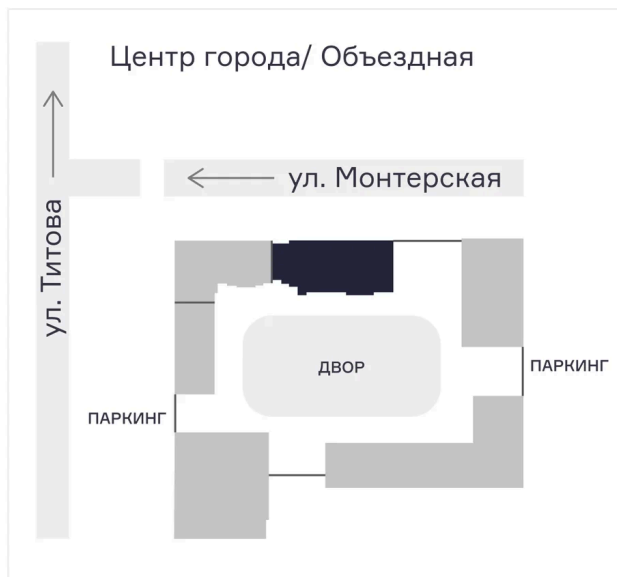 Центр города/ Объездная
ул. Монтерская
ул. Титова
ДВОР
ПАРКИНГ
ПАРКИНГ